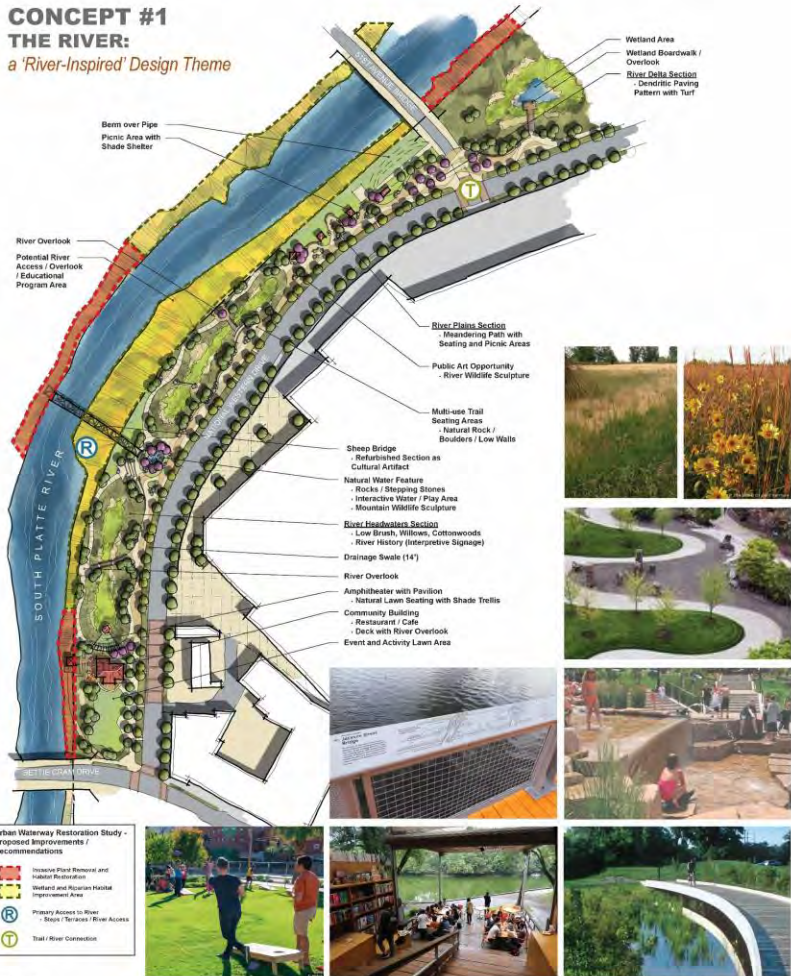 CONCEPT #1
THE RIVER:
a 'River-Inspired' Design Theme
Wetland Area
Wetland Boardwalk /
Overlook
River Delta Section
- Dendritic Paving
Pattern with Turf
Berm over Pipe
Picnic Area with
Shade Shelter
51ST AVENUE BRIDGE
T
River Overlook
Potential River
Access / Overlook
/ Educational
Program Area
River Plains Section
- Meandering Path with
Seating and Picnic Areas
Public Art Opportunity
- River Wildlife Sculpture
Multi-use Trail
Seating Areas
- Natural Rock /
Boulders / Low Walls
NATIONAL WESTERN DRIVE
R
SOUTH PLATTE RIVER
Sheep Bridge
- Refurbished Section as
Cultural Artifact
Natural Water Feature
- Rocks / Stepping Stones
- Interactive Water / Play Area
- Mountain Wildlife Sculpture
River Headwaters Section
- Low Brush, Willows, Cottonwoods
- River History (Interpretive Signage)
Drainage Swale (14')
River Overlook
Amphitheater with Pavilion
- Natural Lawn Seating with Shade Trellis
Community Building
- Restaurant / Cafe
- Deck with River Overlook
Event and Activity Lawn Area
BETTIE CRAM DRIVE
rban Waterway Restoration Study -
roposed Improvements /
ecommendations
Invasive Plant Removal and
Habitat Restoration
Wetland and Riparian Habitat
Improvement Area
R
Primary Access to River
- Steps / Terraces / River Access
T
Trail / River Connection